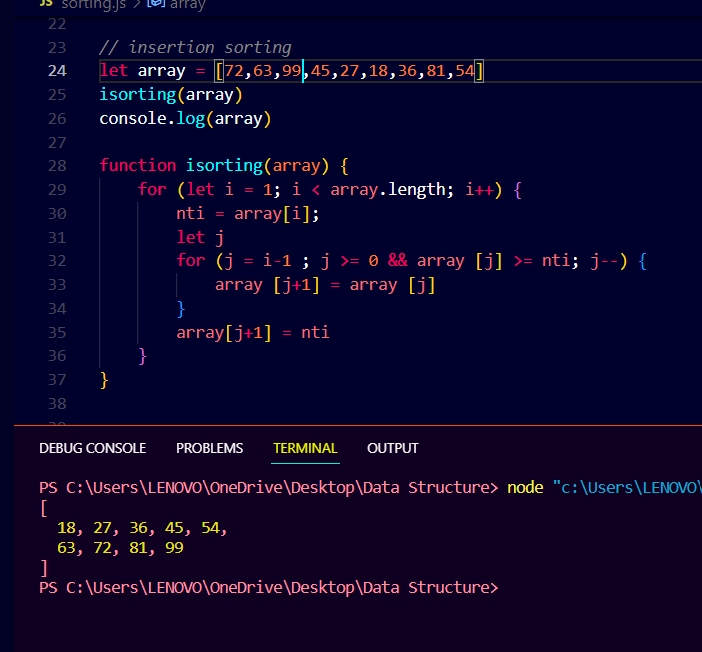 JS sorting.js > array
22
23 // insertion sorting
24 let array = [72,63,99,45,27,18,36,81,54]
25 isorting(array)
26 console.log(array)
27
28 function isorting(array) {
29 for (let i = 1; i < array.length; i++) {
30 nti = array[i];
31 let j
32 for (j = i-1 ; j >= 0 && array [j] >= nti; j--) {
33 array [j+1] = array [j]
34 }
35 array[j+1] = nti
36 }
37 }
38
DEBUG CONSOLE PROBLEMS TERMINAL OUTPUT
PS C:\Users\LENOVO\OneDrive\Desktop\Data Structure> node "c:\Users\LENOVO\
[
18, 27, 36, 45, 54,
63, 72, 81, 99
]
PS C:\Users\LENOVO\OneDrive\Desktop\Data Structure>